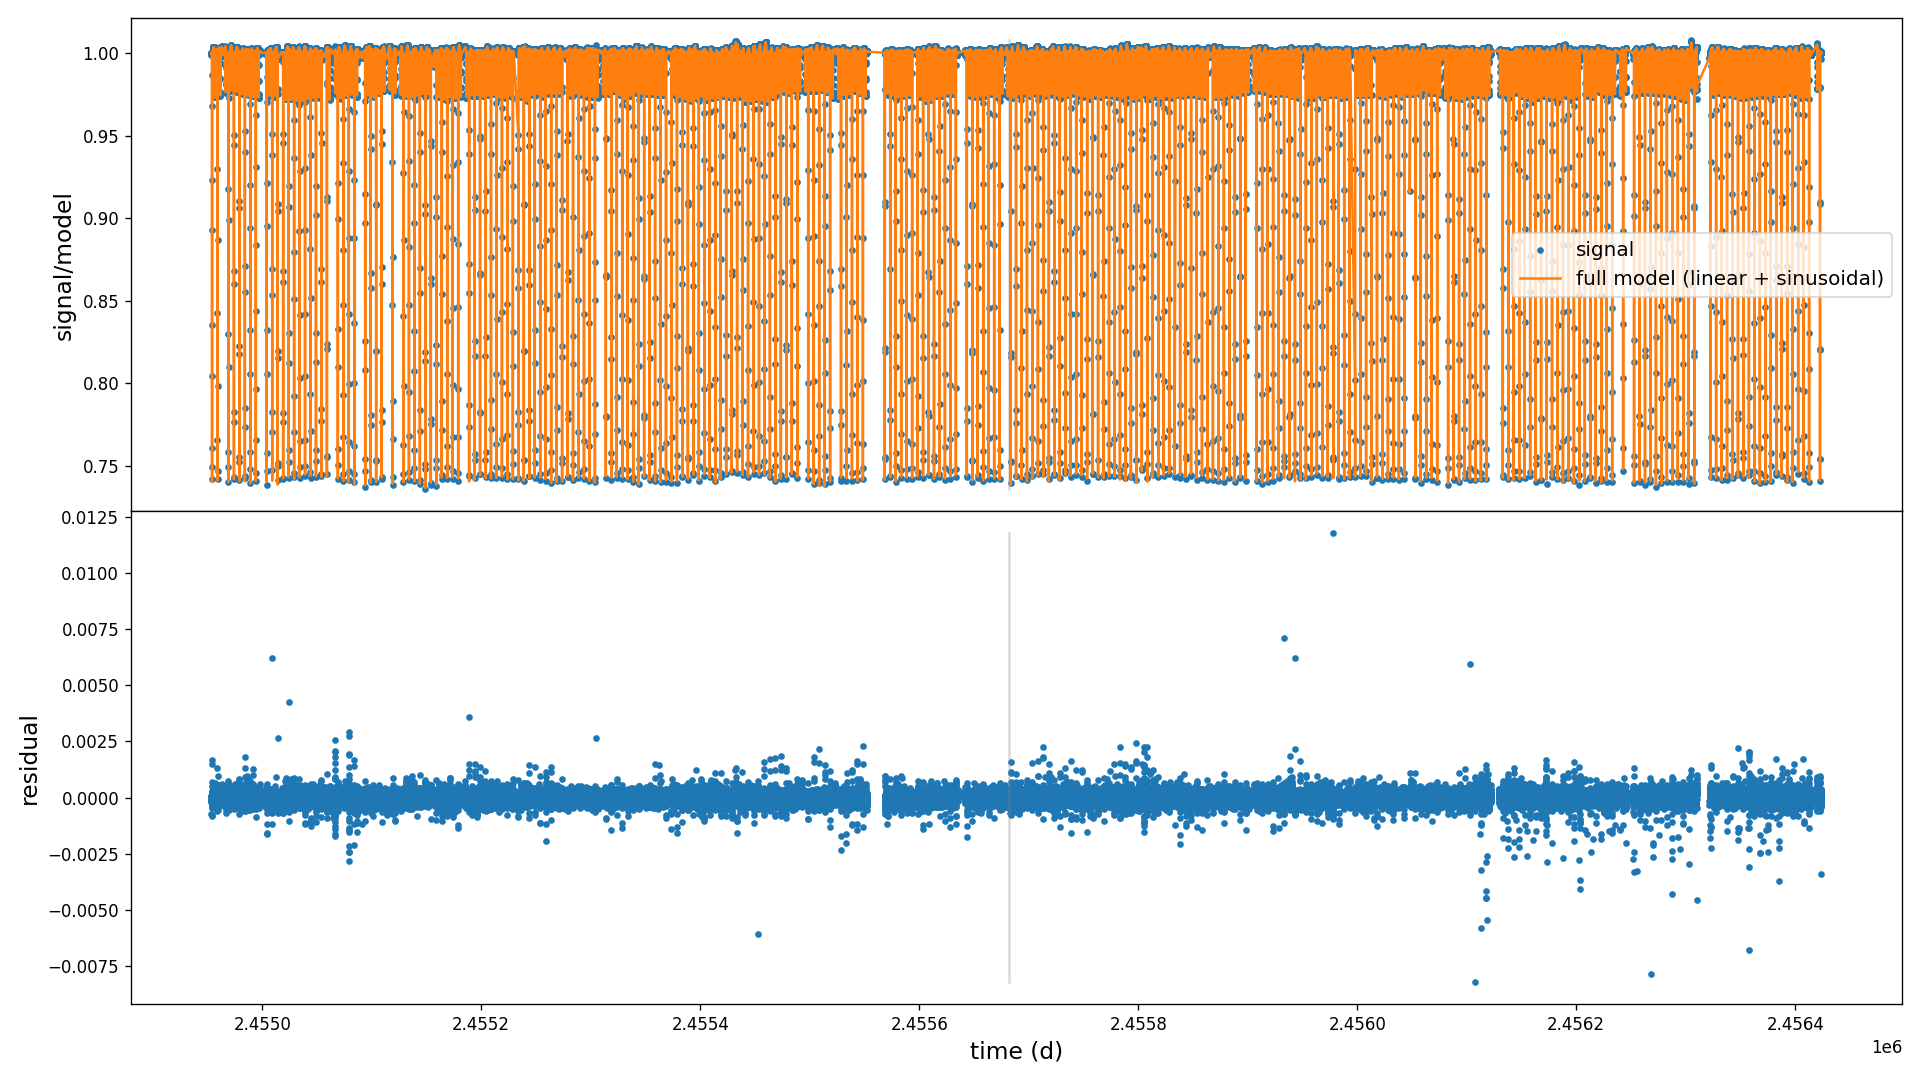 1.00
0.95
0.90
0.85
0.80
0.75
signal/model
signal
full model (linear + sinusoidal)
0.0125
0.0100
0.0075
0.0050
0.0025
0.0000
−0.0025
−0.0050
−0.0075
residual
2.4550 2.4552 2.4554 2.4556 2.4558 2.4560 2.4562 2.4564
1e6
time (d)